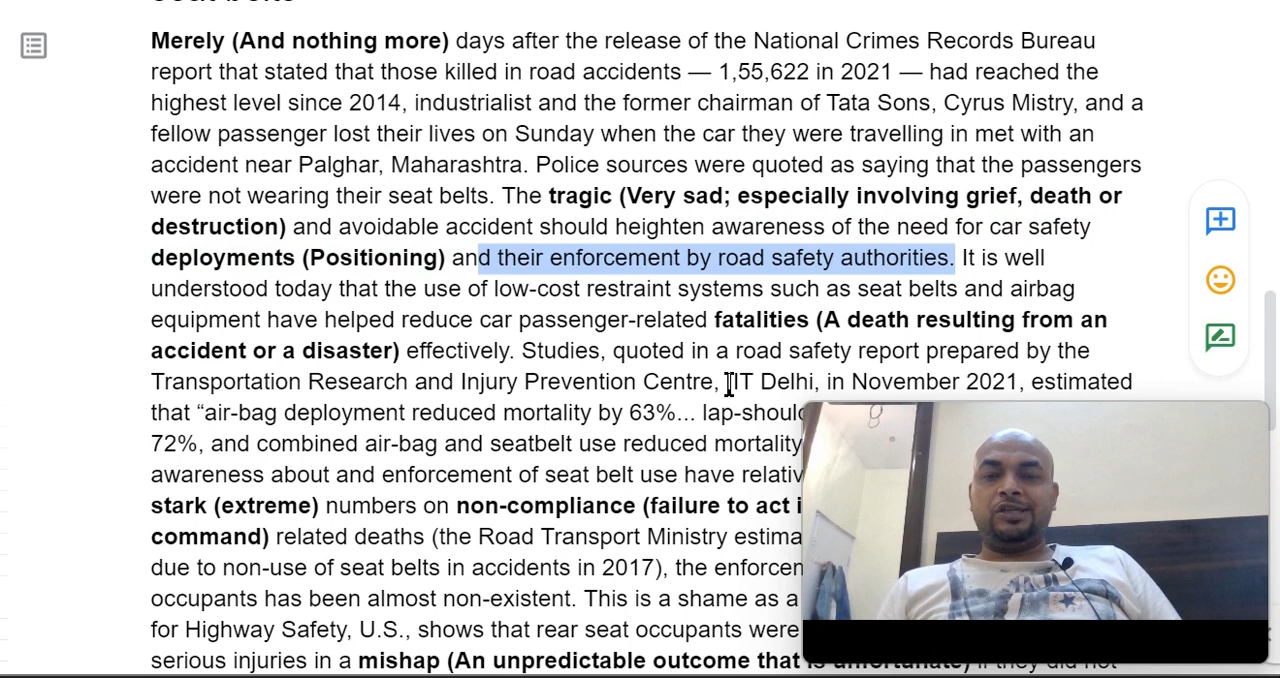 Merely (And nothing more) days after the release of the National Crimes Records Bureau
report that stated that those killed in road accidents — 1,55,622 in 2021 — had reached the
highest level since 2014, industrialist and the former chairman of Tata Sons, Cyrus Mistry, and a
fellow passenger lost their lives on Sunday when the car they were travelling in met with an
accident near Palghar, Maharashtra. Police sources were quoted as saying that the passengers
were not wearing their seat belts. The tragic (Very sad; especially involving grief, death or
destruction) and avoidable accident should heighten awareness of the need for car safety
deployments (Positioning) and their enforcement by road safety authorities. It is well
understood today that the use of low-cost restraint systems such as seat belts and airbag
equipment have helped reduce car passenger-related fatalities (A death resulting from an
accident or a disaster) effectively. Studies, quoted in a road safety report prepared by the
Transportation Research and Injury Prevention Centre, IIT Delhi, in November 2021, estimated
that “air-bag deployment reduced mortality by 63%... lap-should
72%, and combined air-bag and seatbelt use reduced mortality
awareness about and enforcement of seat belt use have relativ
stark (extreme) numbers on non-compliance (failure to act i
command) related deaths (the Road Transport Ministry estima
due to non-use of seat belts in accidents in 2017), the enforcen
occupants has been almost non-existent. This is a shame as a
for Highway Safety, U.S., shows that rear seat occupants were
serious injuries in a mishap (An unpredictable outcome that is unfortunate) if they did not